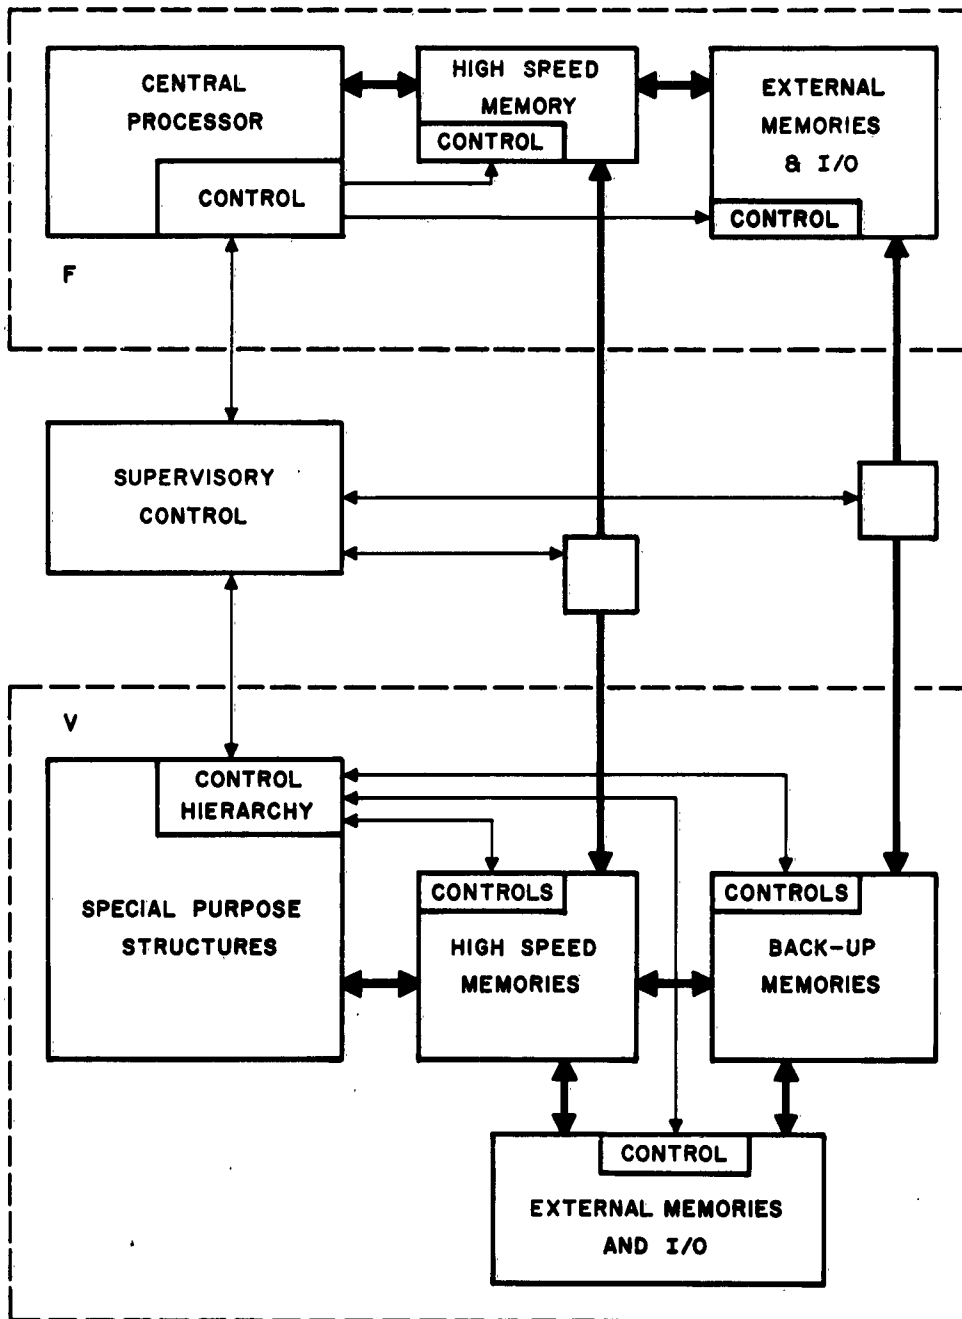 CENTRAL
PROCESSOR
CONTROL
HIGH SPEED
MEMORY
CONTROL
EXTERNAL
MEMORIES
& I/O
CONTROL
F
SUPERVISORY
CONTROL
V
CONTROL
HIERARCHY
SPECIAL PURPOSE
STRUCTURES
CONTROLS
HIGH SPEED
MEMORIES
CONTROLS
BACK-UP
MEMORIES
CONTROL
EXTERNAL MEMORIES
AND I/O